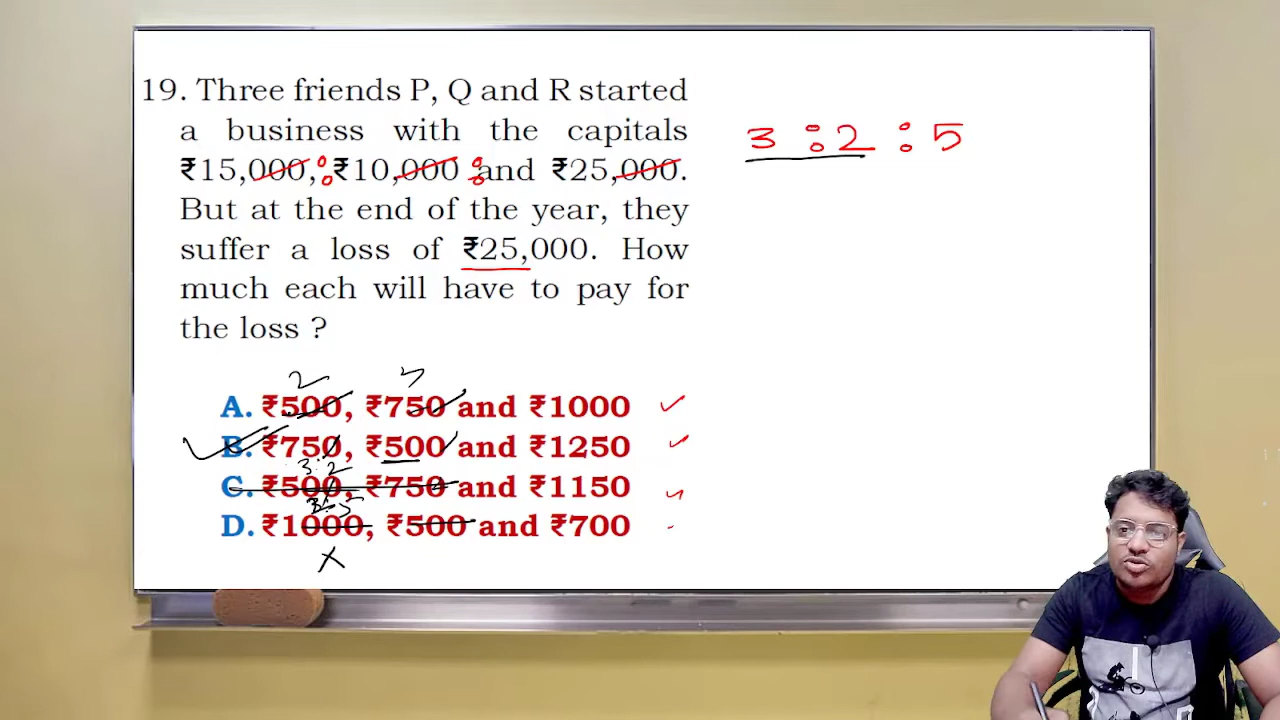 19. Three friends P, Q and R started
a business with the capitals
₹15,000, ₹10,000 and ₹25,000.
But at the end of the year, they
suffer a loss of ₹25,000. How
much each will have to pay for
the loss ?
3 : 2 : 5
2
A. ₹500, ₹750 and ₹1000
B. ₹750, ₹500 and ₹1250
3:2
C. ₹500, ₹750 and ₹1150
D. ₹1000, ₹500 and ₹700